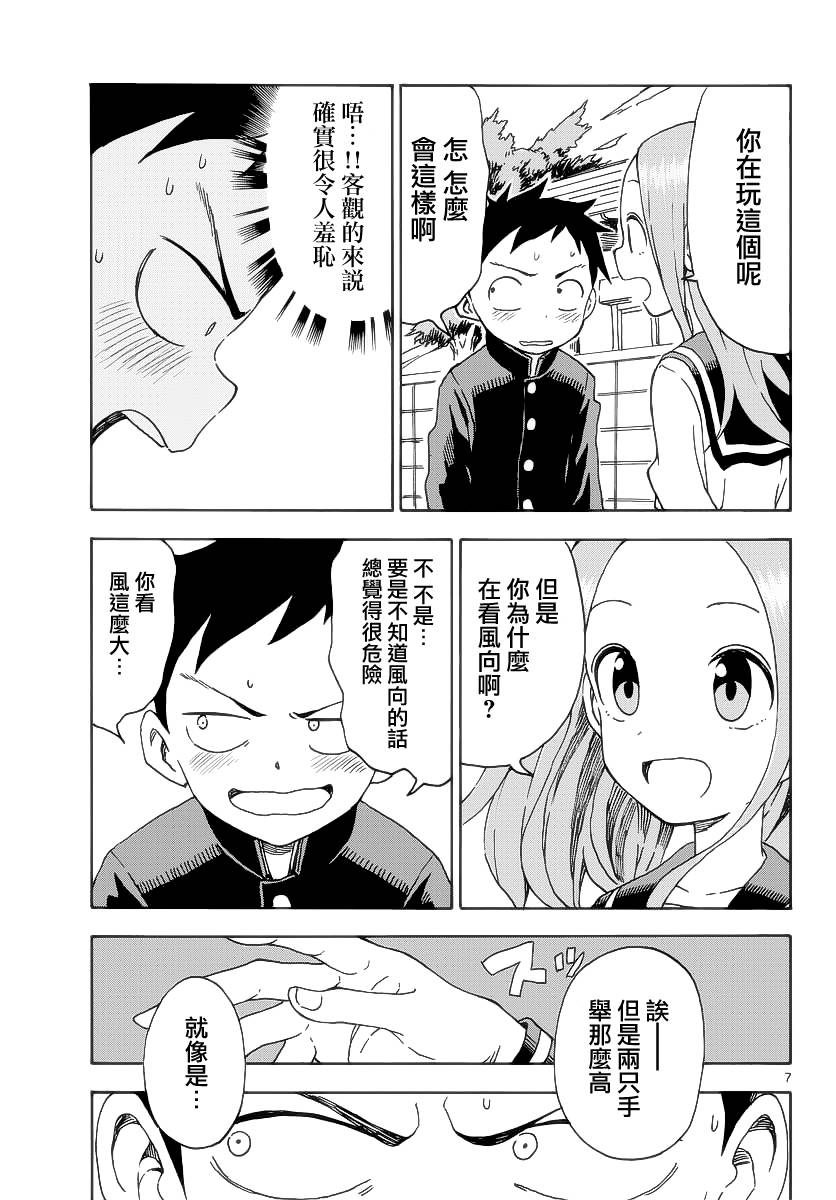 你在玩這個呢
怎 怎麼
會這樣啊
唔…!!客觀的來説
確實很令人羞恥
但是
你為什麼
在看風向啊?
不 不是…
要是不知道風向的話
總覺得很危險
你看
風這麼大…
スッ
誒──
但是兩只手
舉那麼高
就像是…
7